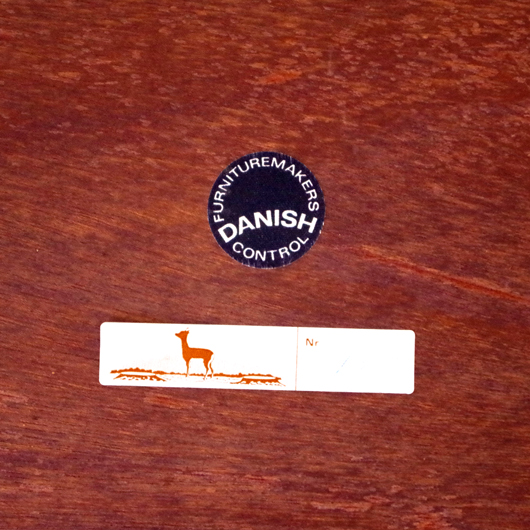 FURNITUREMAKERS
DANISH
CONTROL
Nr